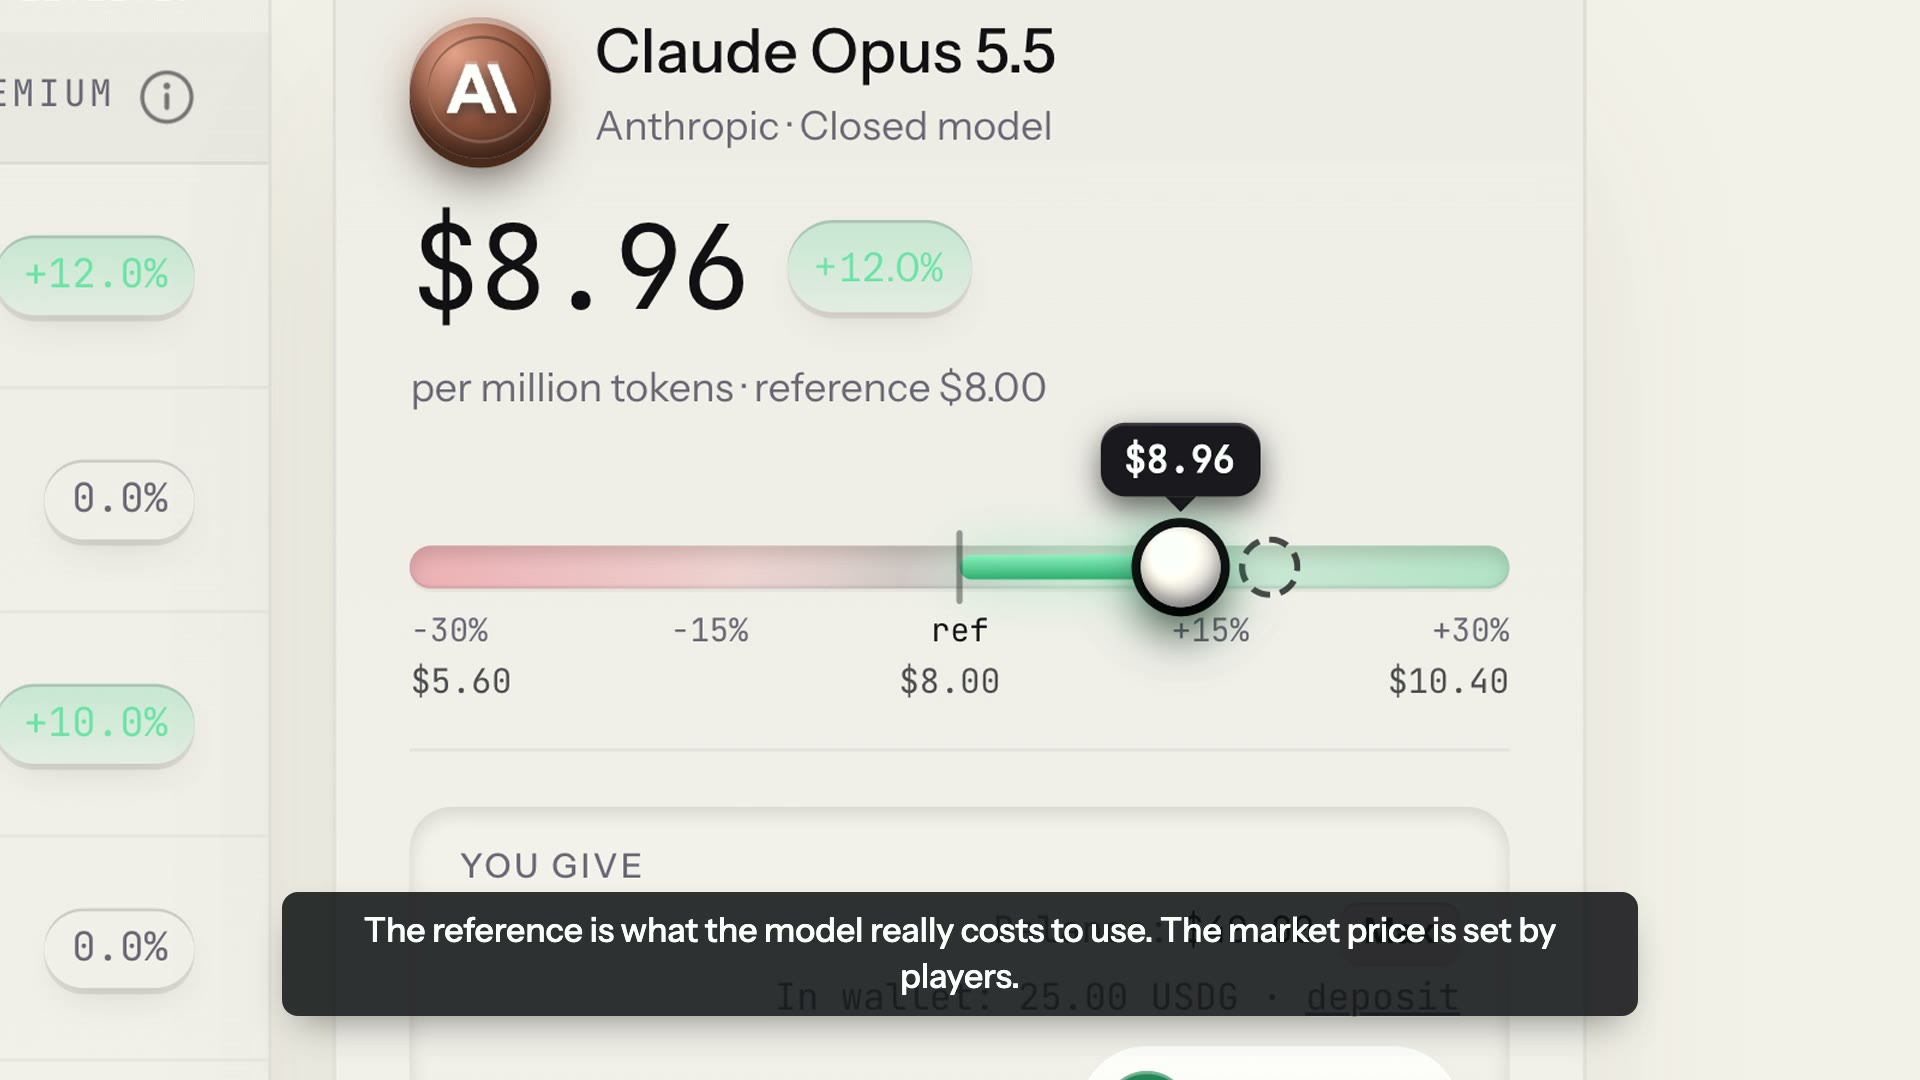 EMIUM
+12.0%
0.0%
+10.0%
0.0%
Claude Opus 5.5
Anthropic · Closed model
$8.96 +12.0%
per million tokens · reference $8.00
$8.96
-30% -15% ref +15% +30%
$5.60 $8.00 $10.40
YOU GIVE
The reference is what the model really costs to use. The market price is set by
players.
In wallet: 25.00 USDG · deposit